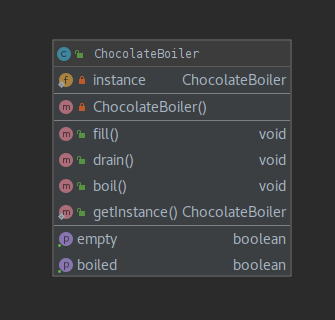 C ChocolateBoiler
f instance ChocolateBoiler
m ChocolateBoiler()
m fill() void
m drain() void
m boil() void
m getInstance() ChocolateBoiler
p empty boolean
p boiled boolean